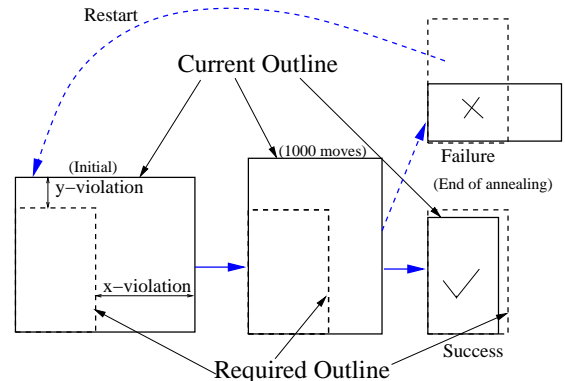 Restart
Current Outline
(Initial)
(1000 moves)
Failure
y−violation
(End of annealing)
x−violation
Success
Required Outline